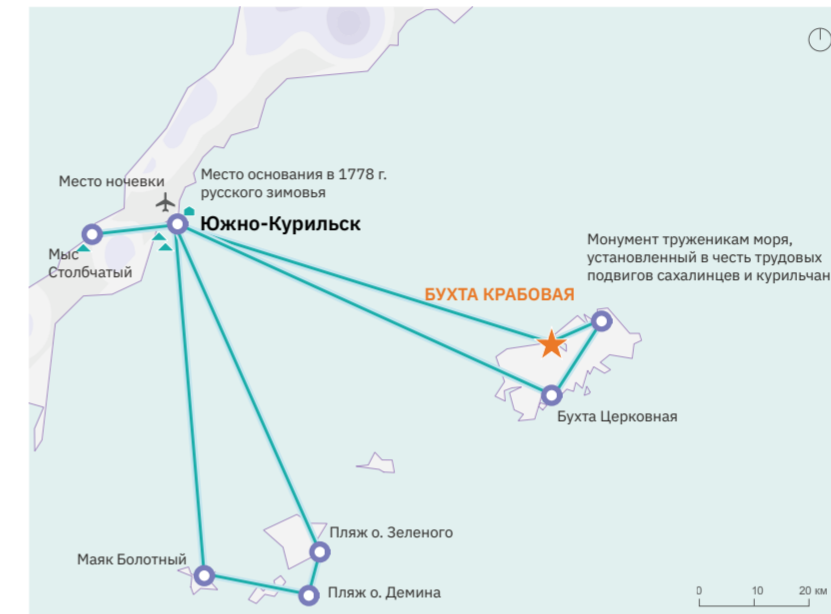 Место ночевки
Место основания в 1778 г.
русского зимовья
Южно-Курильск
Мыс
Столбчатый
Монумент труженикам моря,
установленный в честь трудовых
подвигов сахалинцев и курильчан
БУХТА КРАБОВАЯ
Бухта Церковная
Пляж о. Зеленого
Маяк Болотный
Пляж о. Демина
0 10 20 км